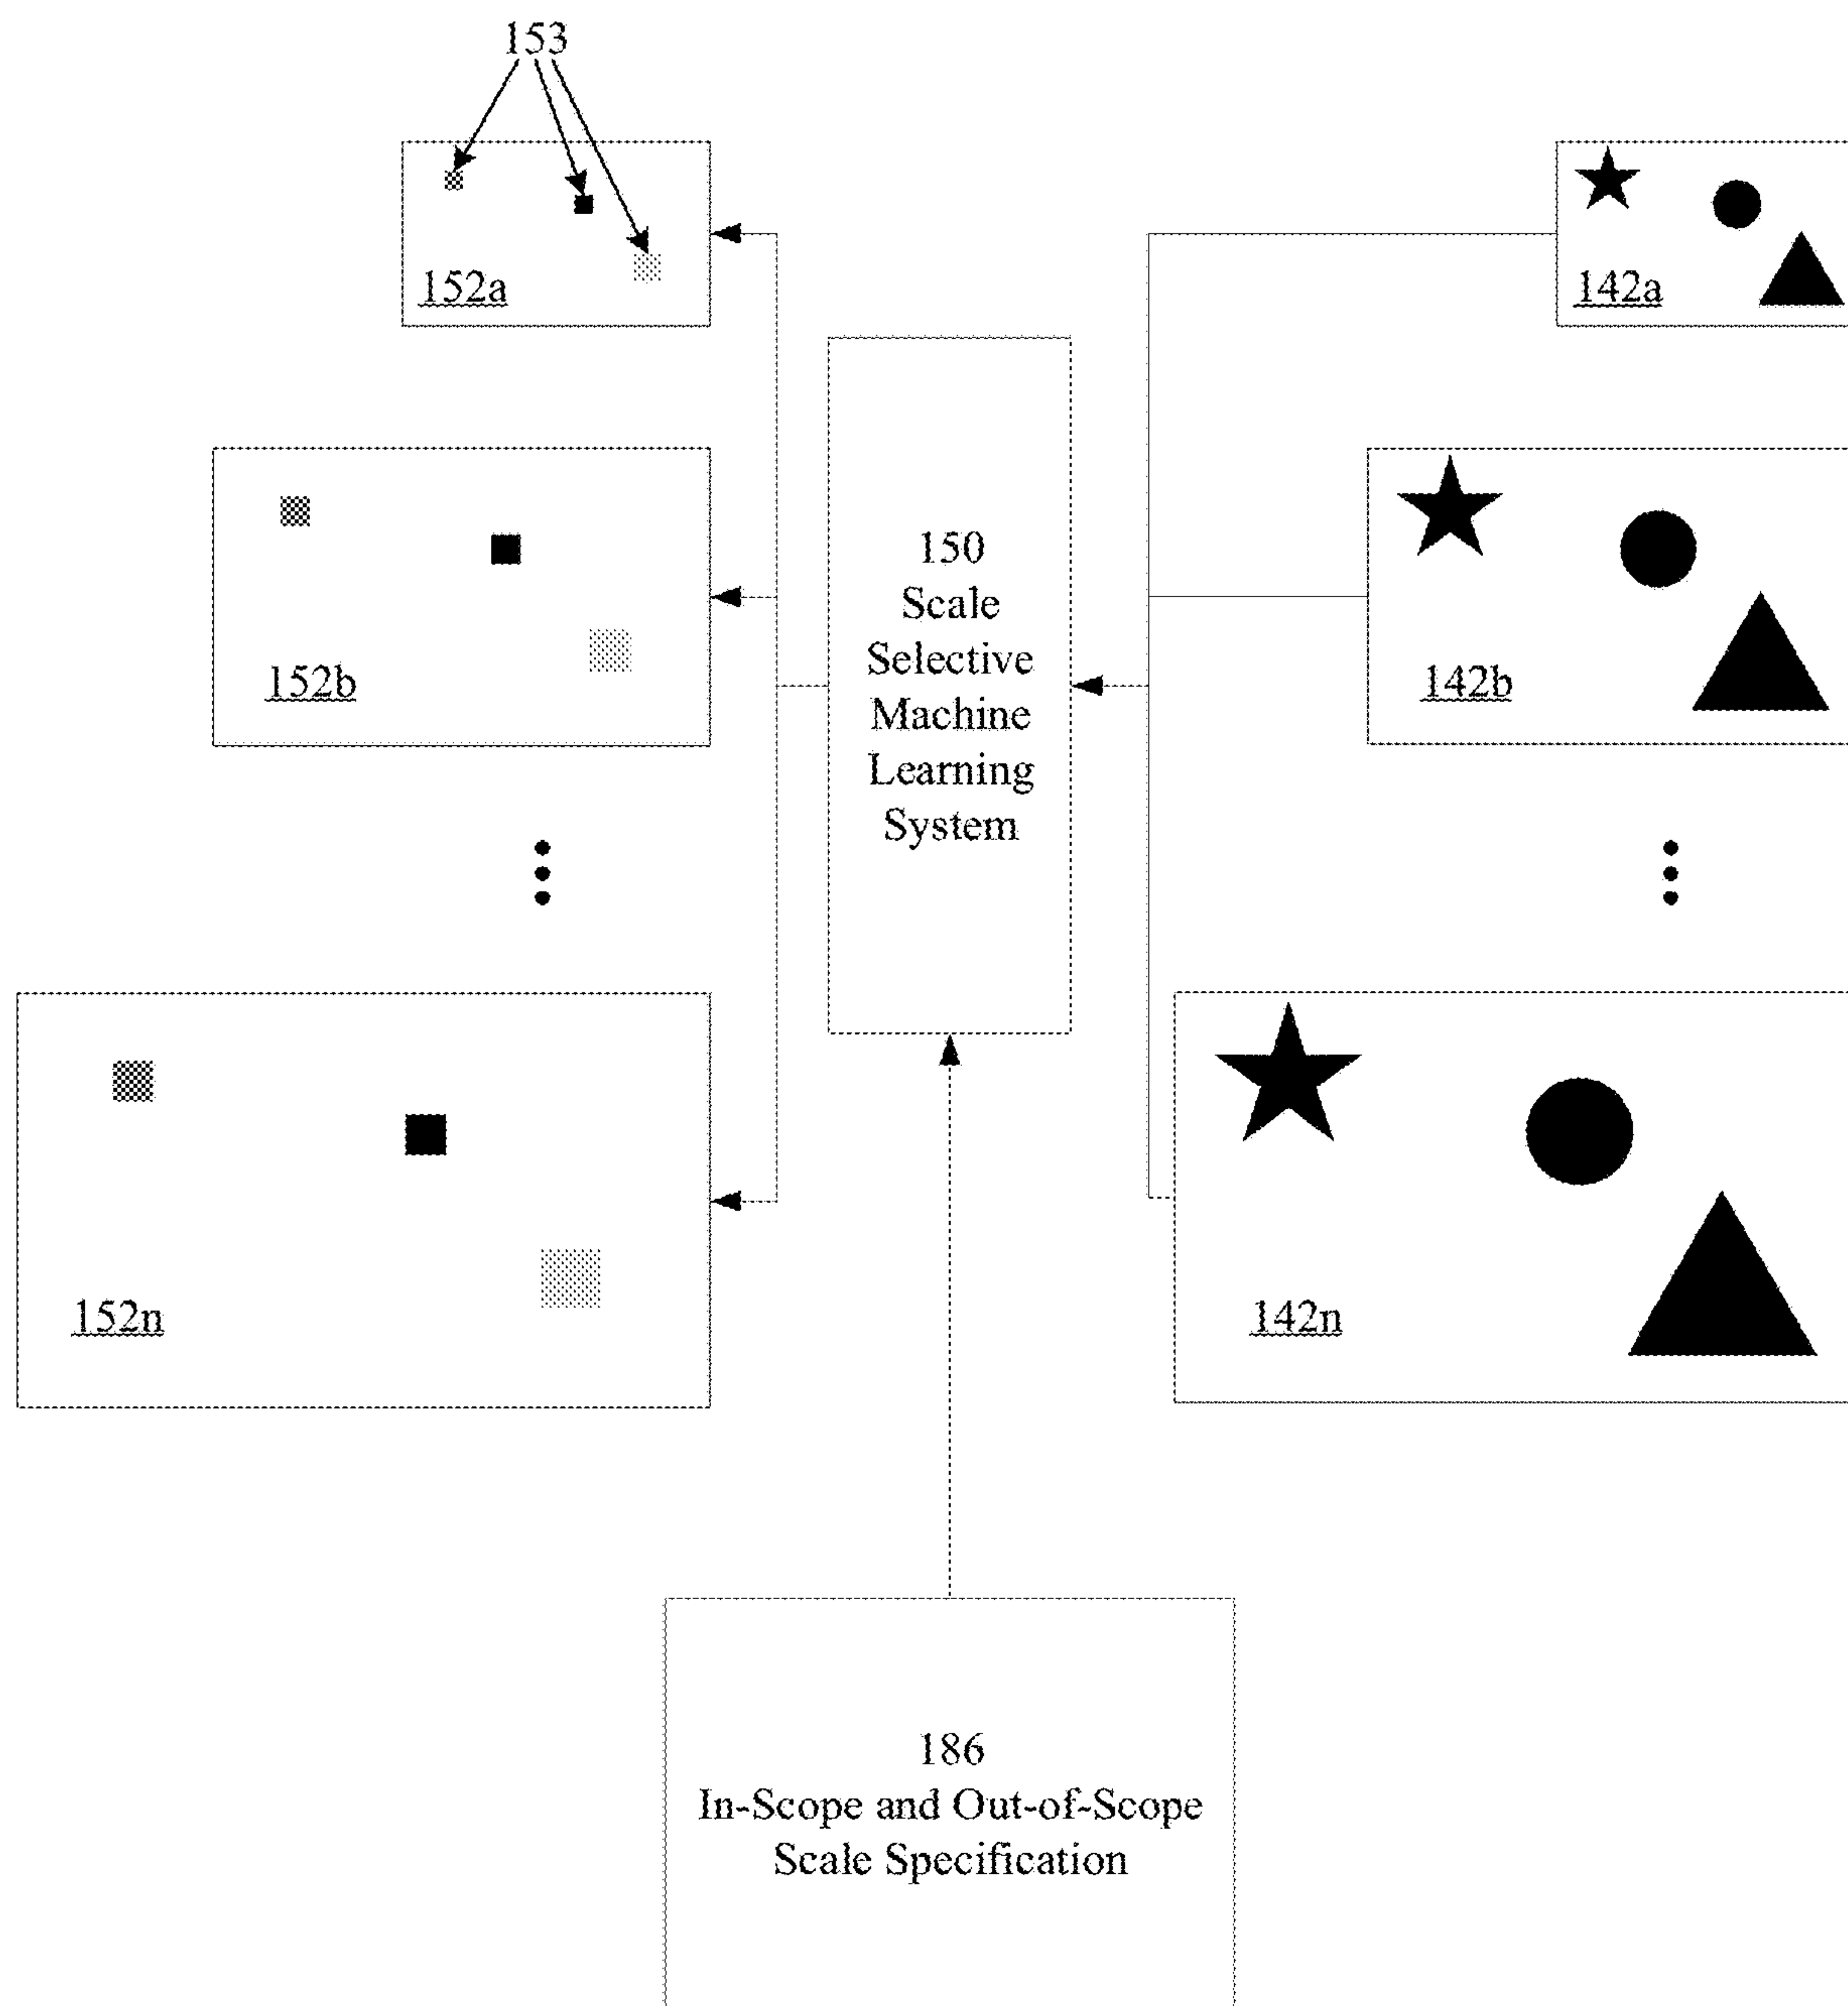 153
152a
142a
150
Scale
Selective
Machine
Learning
System
152b
142b
152n
142n
186
In-Scope and Out-of-Scope
Scale Specification